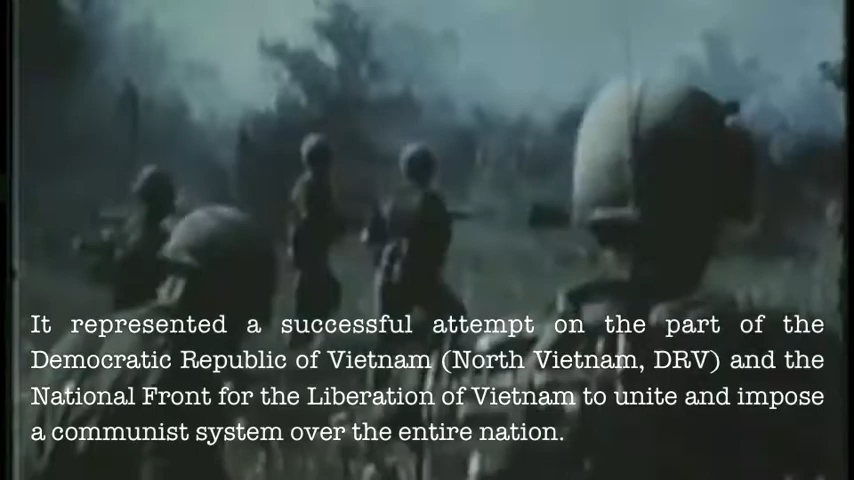 It represented a successful attempt on the part of the
Democratic Republic of Vietnam (North Vietnam, DRV) and the
National Front for the Liberation of Vietnam to unite and impose
a communist system over the entire nation.